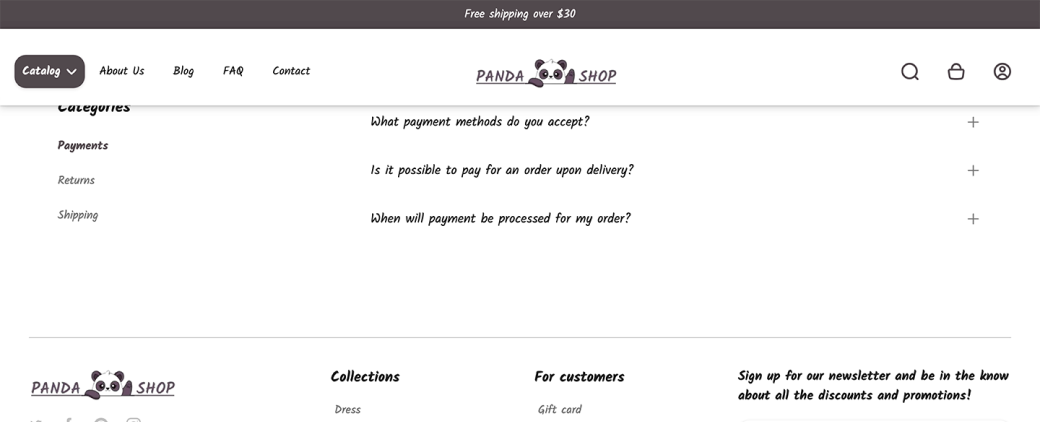 Free shipping over $30
Catalog
About Us
Blog
FAQ
Contact
PANDA SHOP
Categories
Payments
Returns
Shipping
What payment methods do you accept?
Is it possible to pay for an order upon delivery?
When will payment be processed for my order?
PANDA SHOP
Collections
Dress
For customers
Gift card
Sign up for our newsletter and be in the know
about all the discounts and promotions!